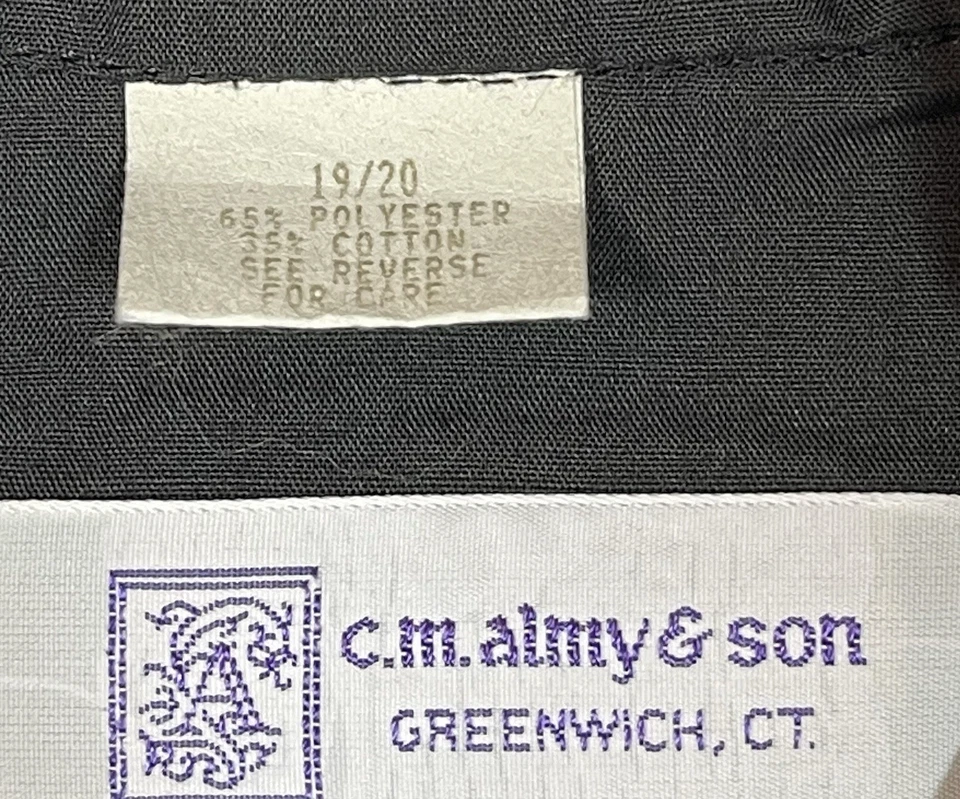 19/20
65% POLYESTER
35% COTTON
SEE REVERSE
FOR CARE
A
c.m. almy & son
GREENWICH, CT.